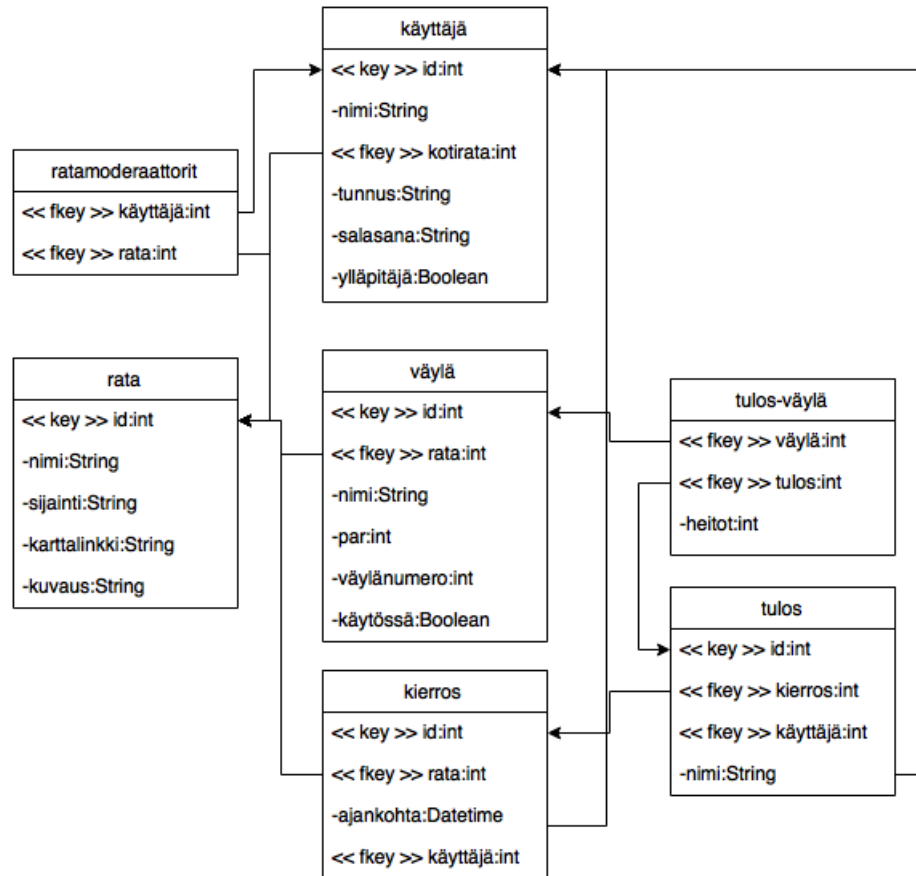 käyttäjä
<< key >> id:int
-nimi:String
<< fkey >> kotirata:int
-tunnus:String
-salasana:String
-ylläpitäjä:Boolean
ratamoderaattorit
<< fkey >> käyttäjä:int
<< fkey >> rata:int
rata
<< key >> id:int
-nimi:String
-sijainti:String
-karttalinkki:String
-kuvaus:String
väylä
<< key >> id:int
<< fkey >> rata:int
-nimi:String
-par:int
-väylänumero:int
-käytössä:Boolean
tulos-väylä
<< fkey >> väylä:int
<< fkey >> tulos:int
-heitot:int
kierros
<< key >> id:int
<< fkey >> rata:int
-ajankohta:Datetime
<< fkey >> käyttäjä:int
tulos
<< key >> id:int
<< fkey >> kierros:int
<< fkey >> käyttäjä:int
-nimi:String